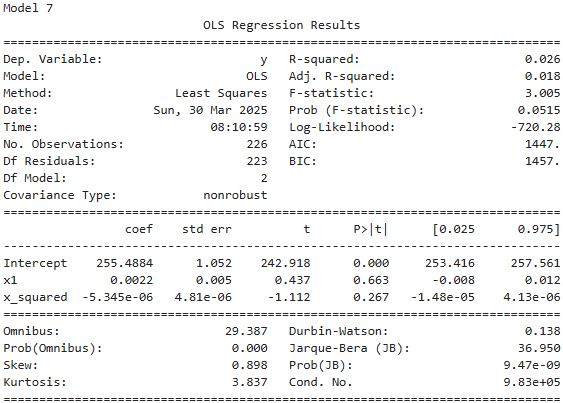 Model 7
OLS Regression Results
==============================================================================
Dep. Variable: y R-squared: 0.026
Model: OLS Adj. R-squared: 0.018
Method: Least Squares F-statistic: 3.005
Date: Sun, 30 Mar 2025 Prob (F-statistic): 0.0515
Time: 08:10:59 Log-Likelihood: -720.28
No. Observations: 226 AIC: 1447.
Df Residuals: 223 BIC: 1457.
Df Model: 2
Covariance Type: nonrobust
==============================================================================
coef std err t P>|t| [0.025 0.975]
------------------------------------------------------------------------------
Intercept 255.4884 1.052 242.918 0.000 253.416 257.561
x1 0.0022 0.005 0.437 0.663 -0.008 0.012
x_squared -5.345e-06 4.81e-06 -1.112 0.267 -1.48e-05 4.13e-06
==============================================================================
Omnibus: 29.387 Durbin-Watson: 0.138
Prob(Omnibus): 0.000 Jarque-Bera (JB): 36.950
Skew: 0.898 Prob(JB): 9.47e-09
Kurtosis: 3.837 Cond. No. 9.83e+05
==============================================================================